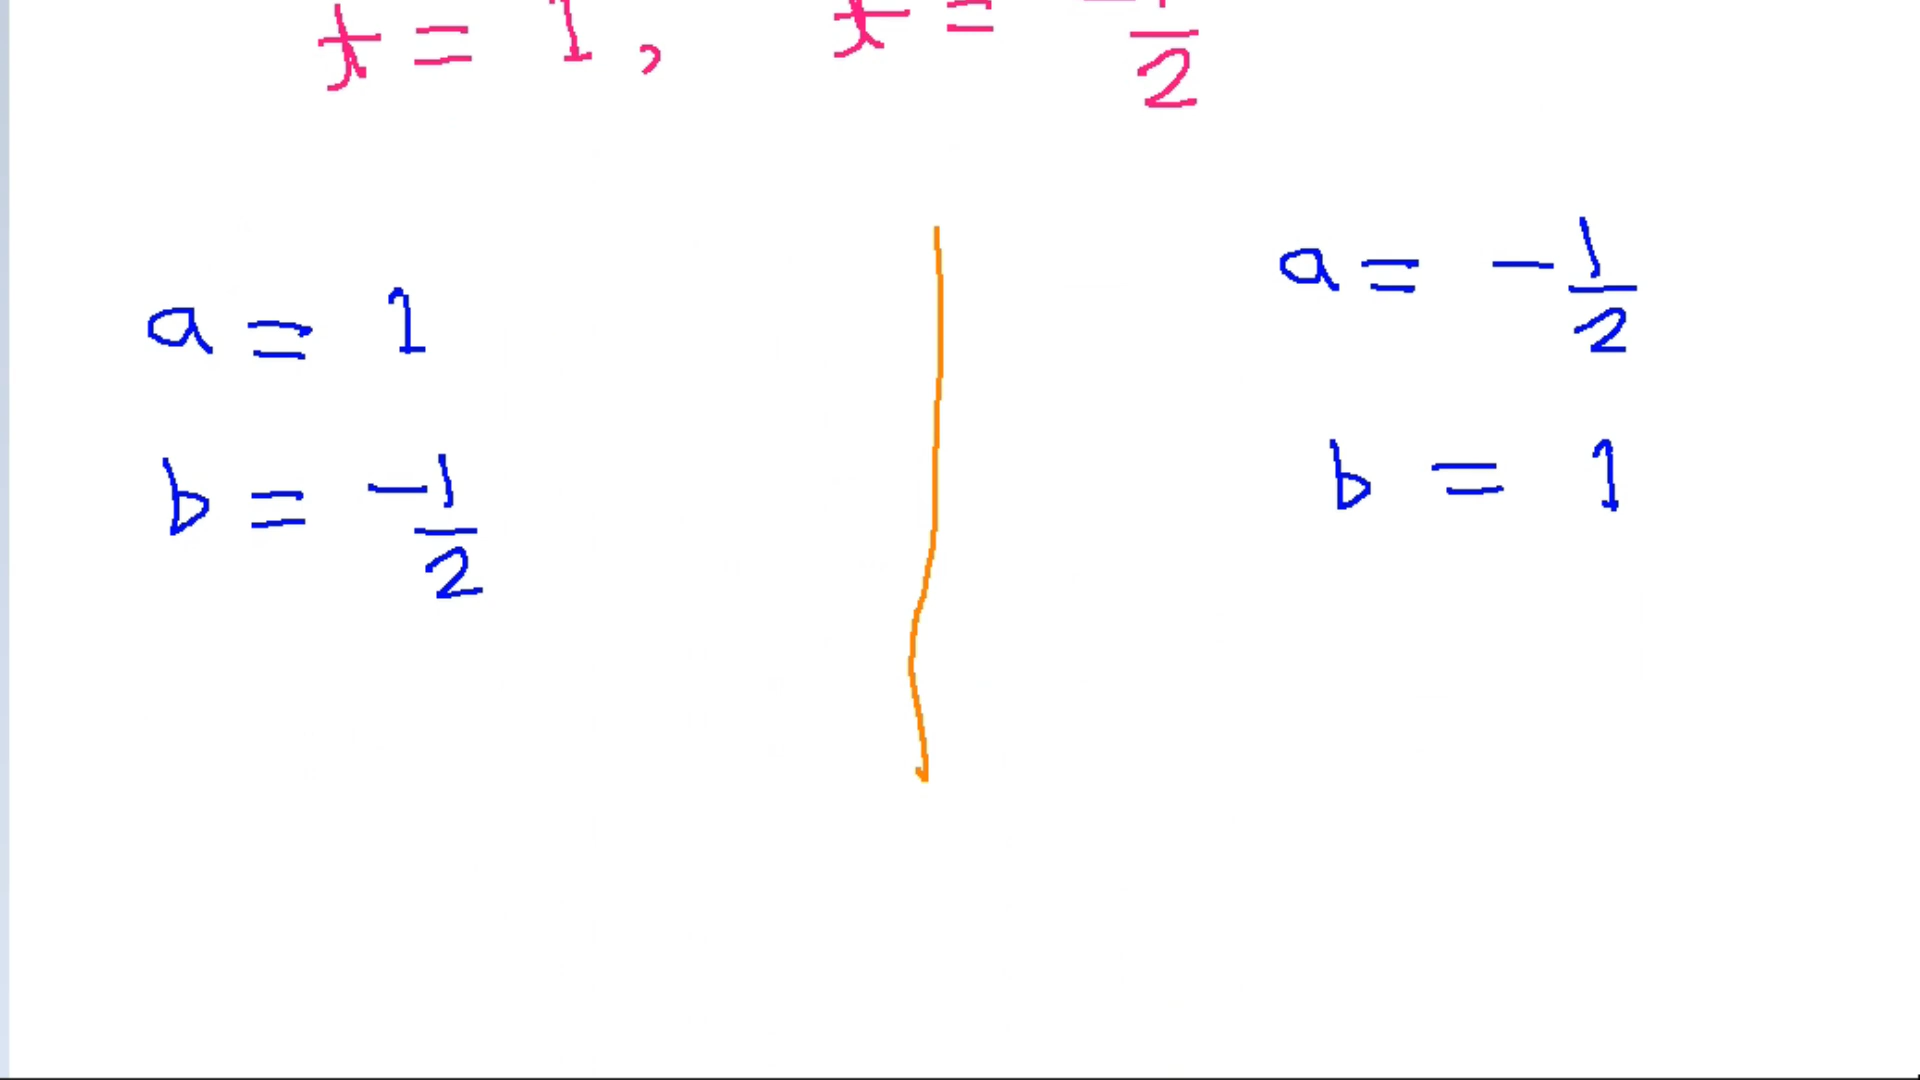 t = 1 , t = -1/2
a = 1
b = -1/2
a = -1/2
b = 1